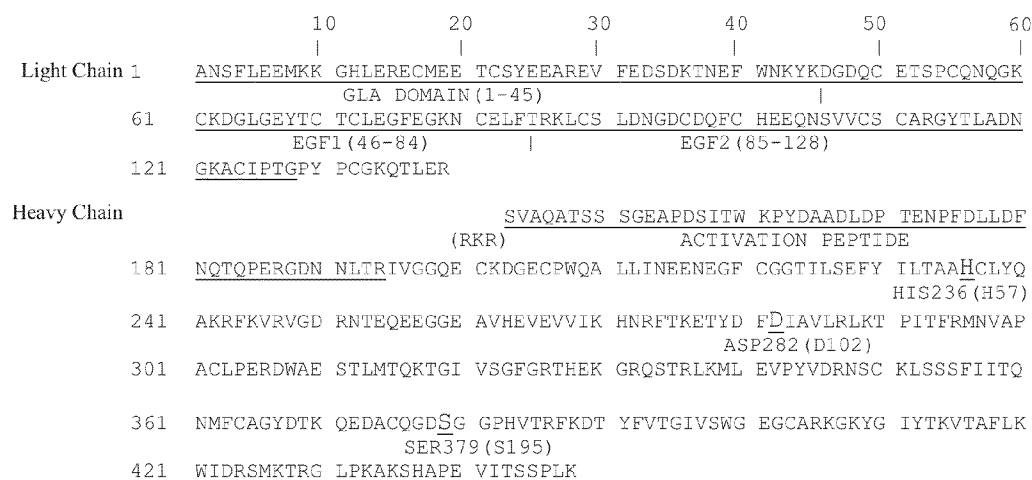 10 20 30 40 50 60
| | | | | |
Light Chain 1 ANSFLEEMKK GHLERECMEE TCSYEEAREV FEDSDKTNEF WNKYKDGDQC ETSPCQNQGK
GLA DOMAIN(1-45) |
61 CKDGLGEYTC TCLEGFEGKN CELFTRKLCS LDNGDCDQFC HEEQNSVVCS CARGYTLADN
EGF1(46-84) | EGF2(85-128)
121 GKACIPTGPY PCGKQTLER
Heavy Chain SVAQATSS SGEAPDSITW KPYDAADLDP TENPFDLLDF
(RKR) ACTIVATION PEPTIDE
181 NQTQPERGDN NLTRIVGGQE CKDGECPWQA LLINEENEGF CGGTILSEFY ILTAAHCLYQ
HIS236(H57)
241 AKRFKVRVGD RNTEQEEGGE AVHEVEVVIK HNRFTKETYD FDIAVLRLKT PITFRMNVAP
ASP282(D102)
301 ACLPERDWAE STLMTQKTGI VSGFGRTHEK GRQSTRLKML EVPYVDRNSC KLSSSFIITQ
361 NMFCAGYDTK QEDACQGDSG GPHVTRFKDT YFVTGIVSWG EGCARKGKYG IYTKVTAFLK
SER379(S195)
421 WIDRSMKTRG LPKAKSHAPE VITSSPLK